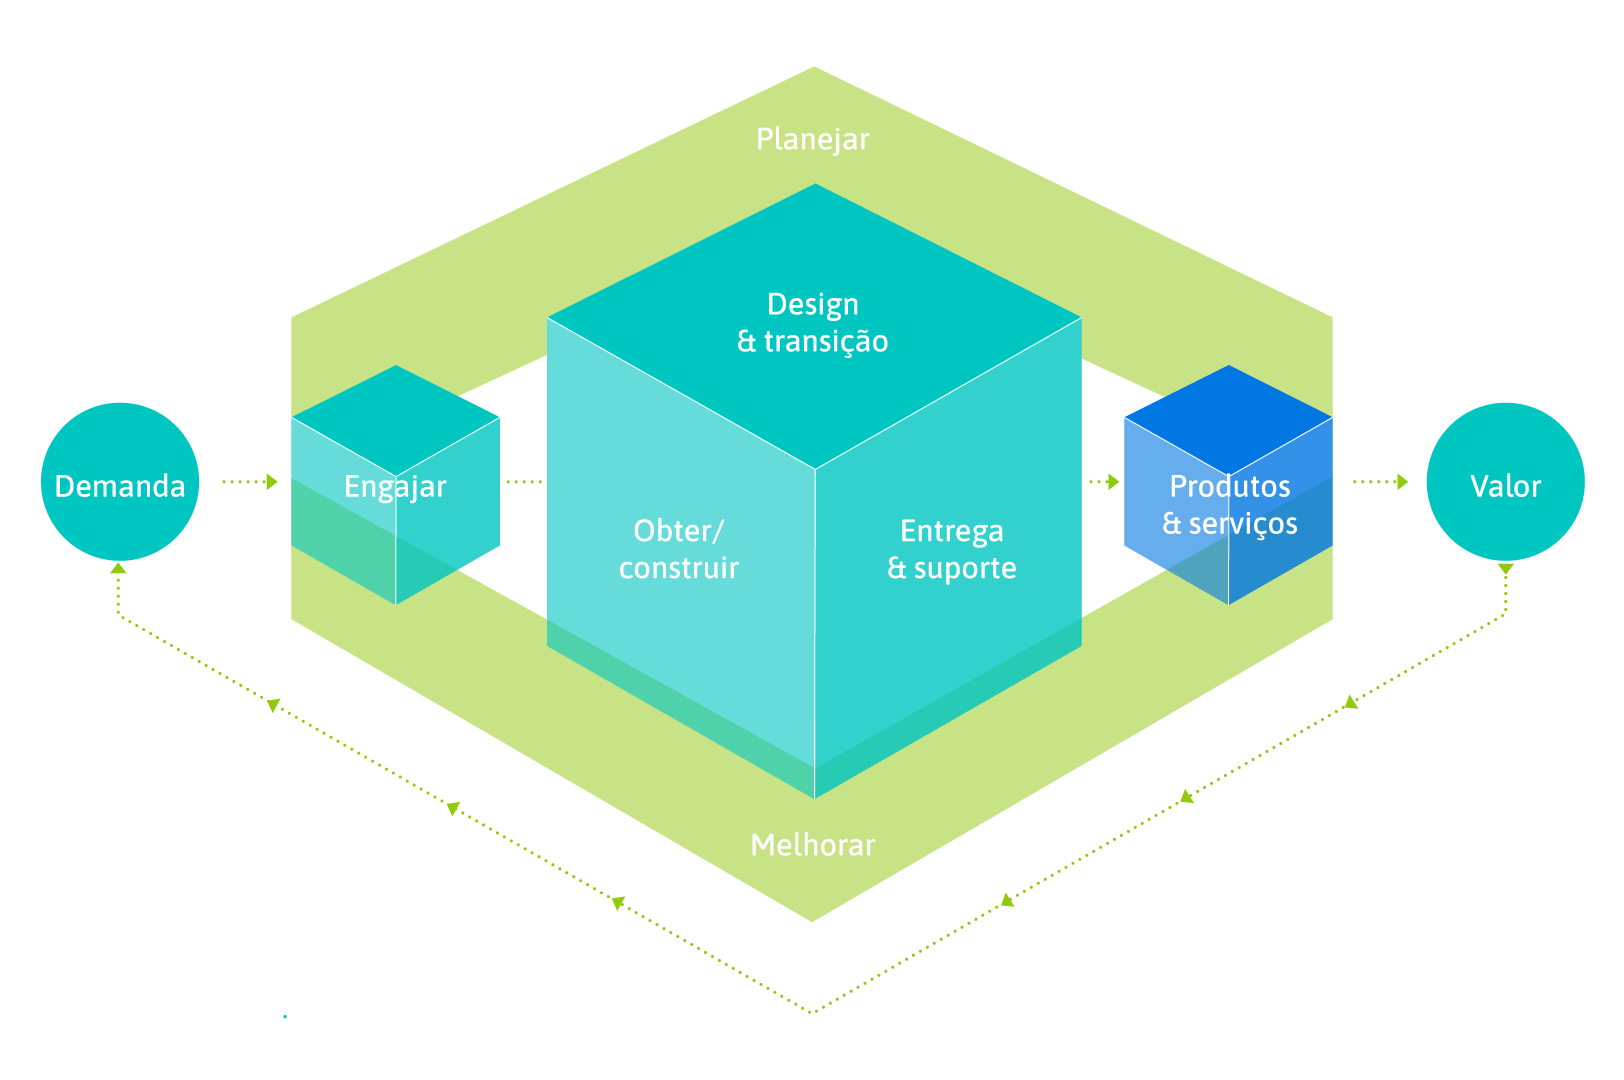 Planejar
Design
& transição
Demanda
Engajar
Obter/
construir
Entrega
& suporte
Produtos
& serviços
Valor
Melhorar